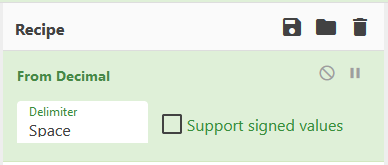 Recipe
From Decimal
Delimiter
Space
Support signed values